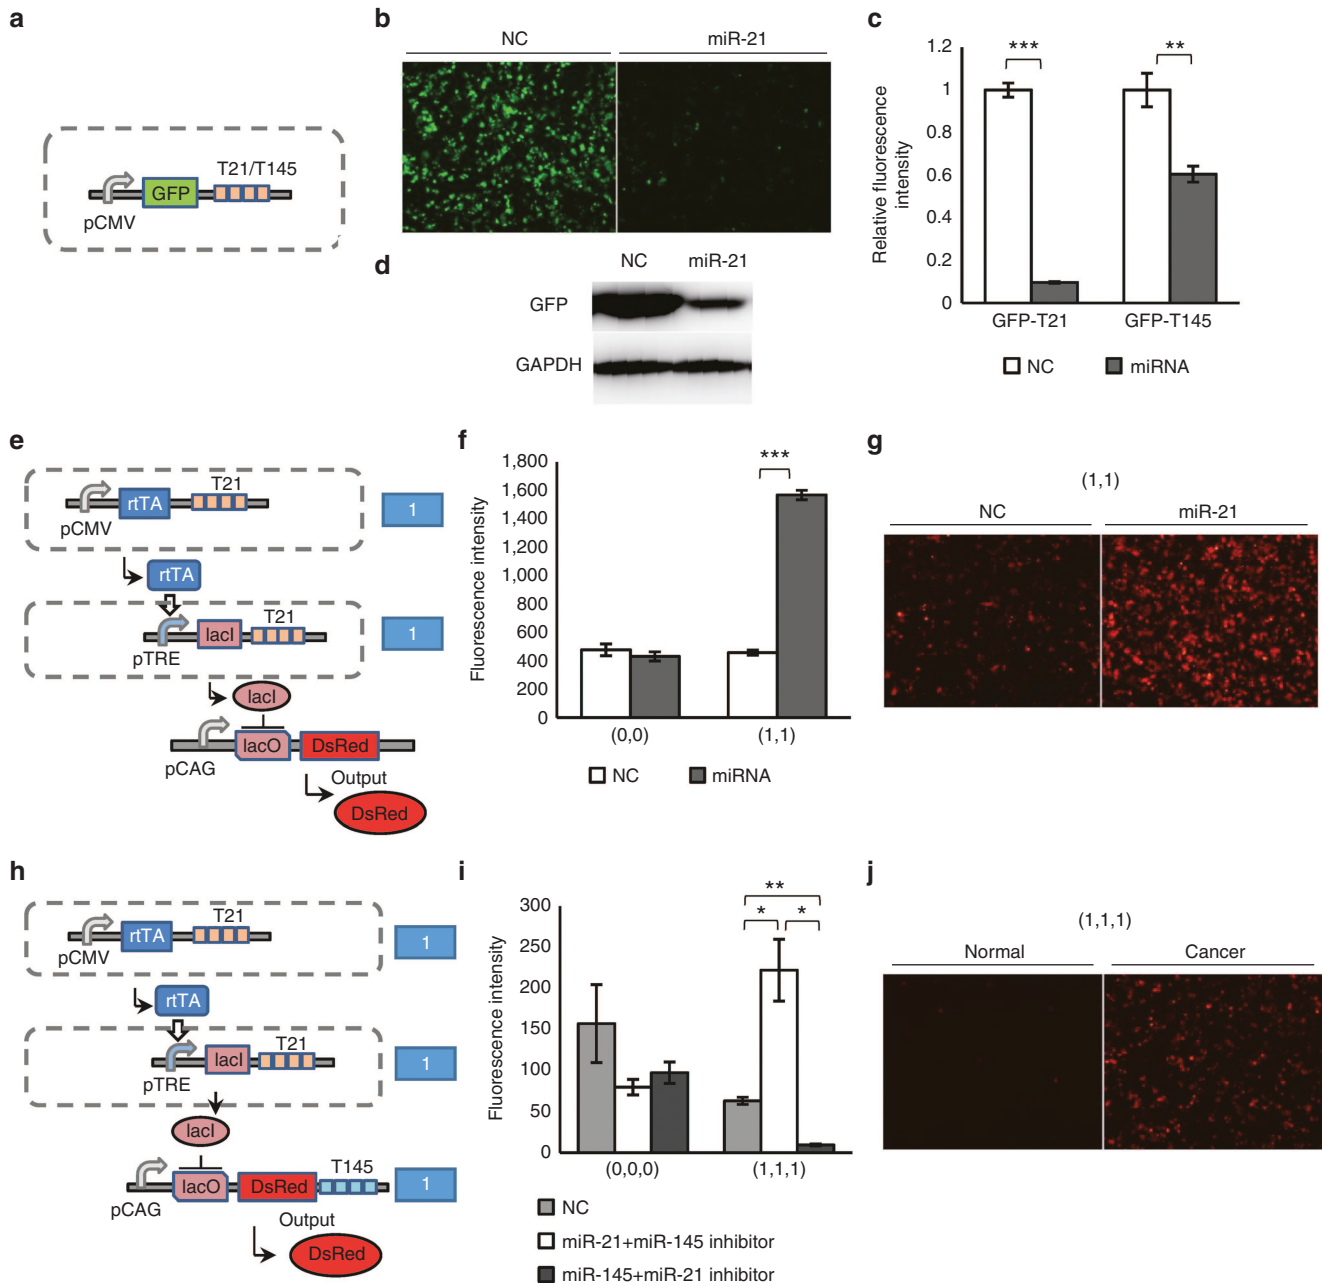 a
T21/T145
GFP
pCMV
b
NC
miR-21
c
Relative fluorescence
intensity
1.2
1
0.8
0.6
0.4
0.2
0
***
**
GFP-T21
GFP-T145
NC
miRNA
d
NC
miR-21
GFP
GAPDH
e
T21
rtTA
pCMV
1
rtTA
T21
lacI
pTRE
1
lacI
lacO
DsRed
pCAG
Output
DsRed
f
Fluorescence intensity
1,800
1,600
1,400
1,200
1,000
800
600
400
200
0
***
(0,0)
(1,1)
NC
miRNA
g
(1,1)
NC
miR-21
h
T21
rtTA
pCMV
1
rtTA
T21
lacI
pTRE
1
lacI
T145
lacO
DsRed
pCAG
1
Output
DsRed
i
Fluorescence intensity
300
250
200
150
100
50
0
**
*
*
(0,0,0)
(1,1,1)
NC
miR-21+miR-145 inhibitor
miR-145+miR-21 inhibitor
j
(1,1,1)
Normal
Cancer